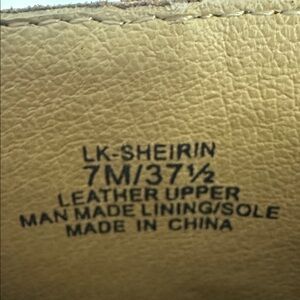 LK-SHEIRIN
7M/37½
LEATHER UPPER
MAN MADE LINING/SOLE
MADE IN CHINA